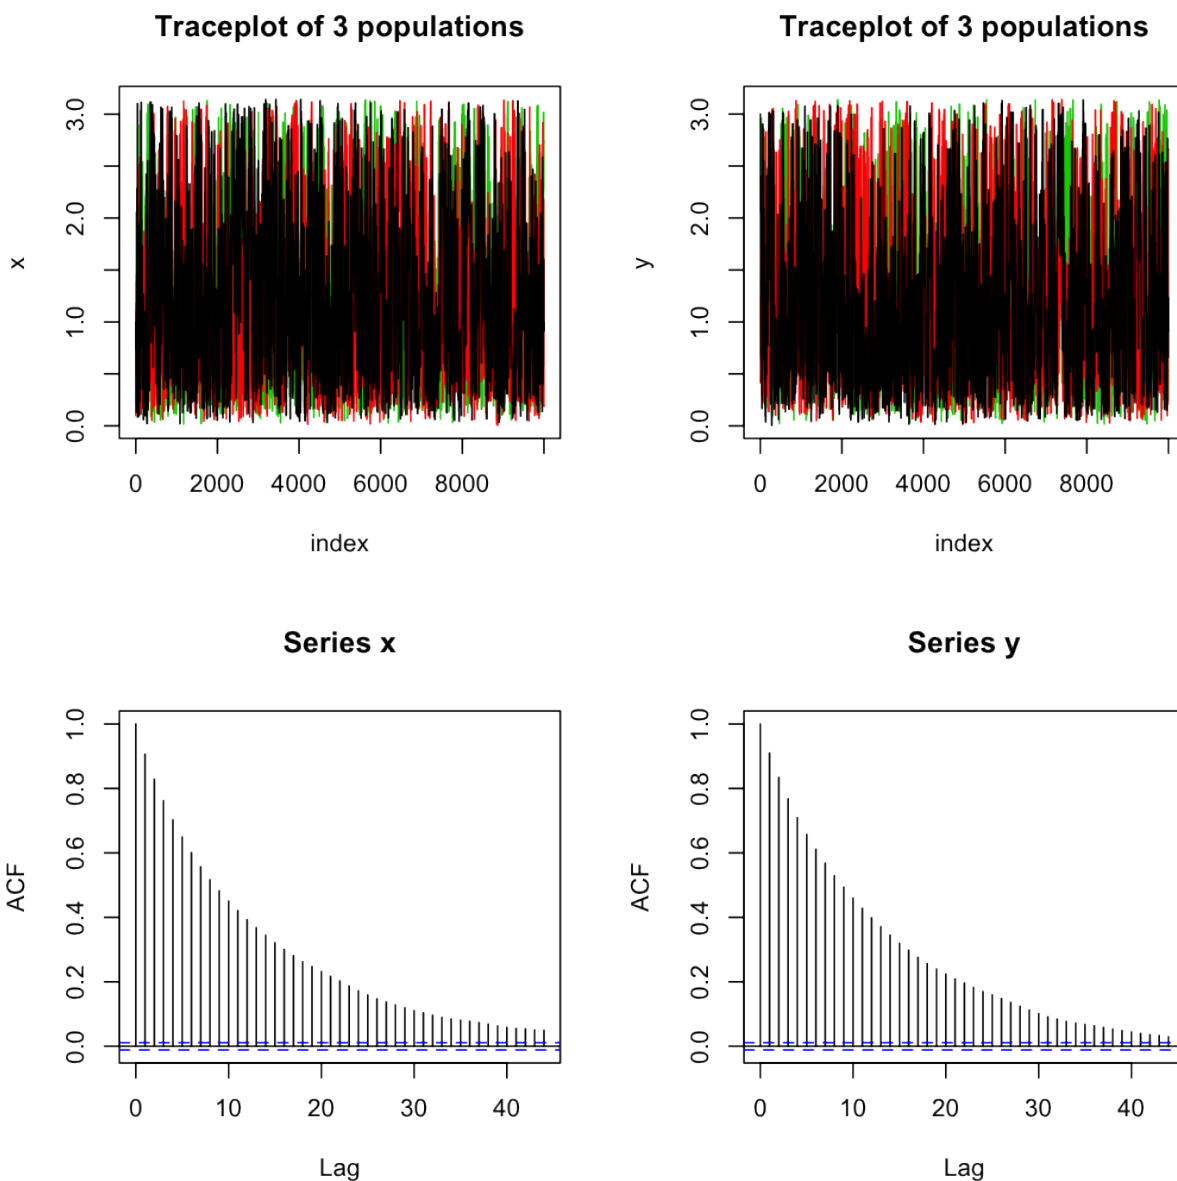 Traceplot of 3 populations
x
0.0 1.0 2.0 3.0
0 2000 4000 6000 8000
index
Traceplot of 3 populations
y
0.0 1.0 2.0 3.0
0 2000 4000 6000 8000
index
Series x
ACF
0.0 0.2 0.4 0.6 0.8 1.0
0 10 20 30 40
Lag
Series y
ACF
0.0 0.2 0.4 0.6 0.8 1.0
0 10 20 30 40
Lag